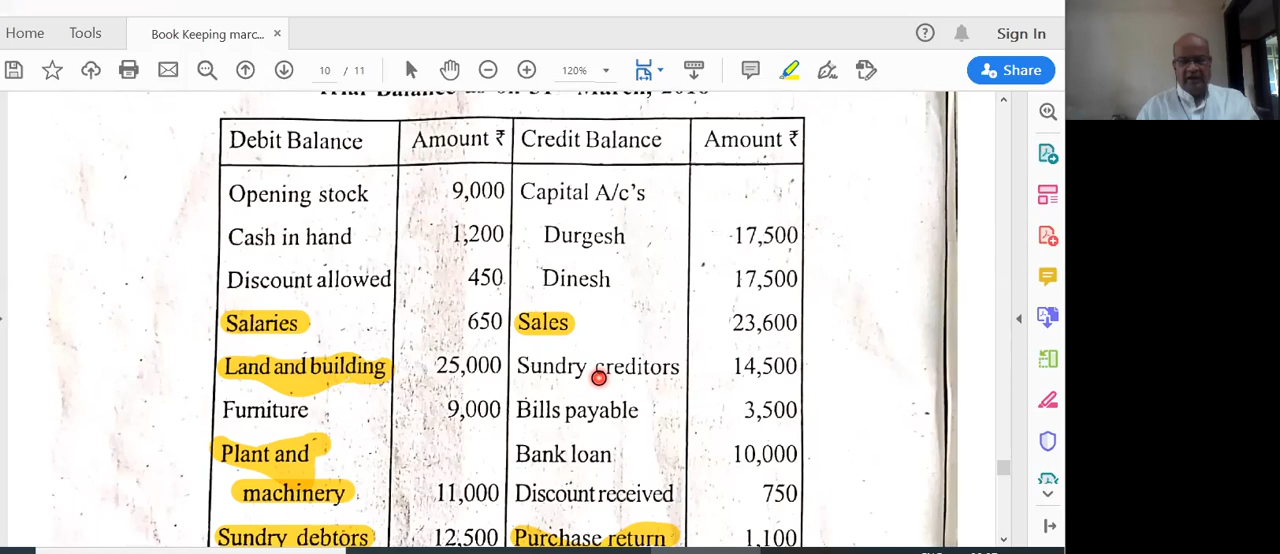 Home Tools Book Keeping marc... × Sign In
10 / 11 120% Share
March, 2018
Debit Balance Amount ₹ Credit Balance Amount ₹
Opening stock 9,000 Capital A/c's
Cash in hand 1,200 Durgesh 17,500
Discount allowed 450 Dinesh 17,500
Salaries 650 Sales 23,600
Land and building 25,000 Sundry creditors 14,500
Furniture 9,000 Bills payable 3,500
Plant and Bank loan 10,000
machinery 11,000 Discount received 750
Sundry debtors 12,500 Purchase return 1,100